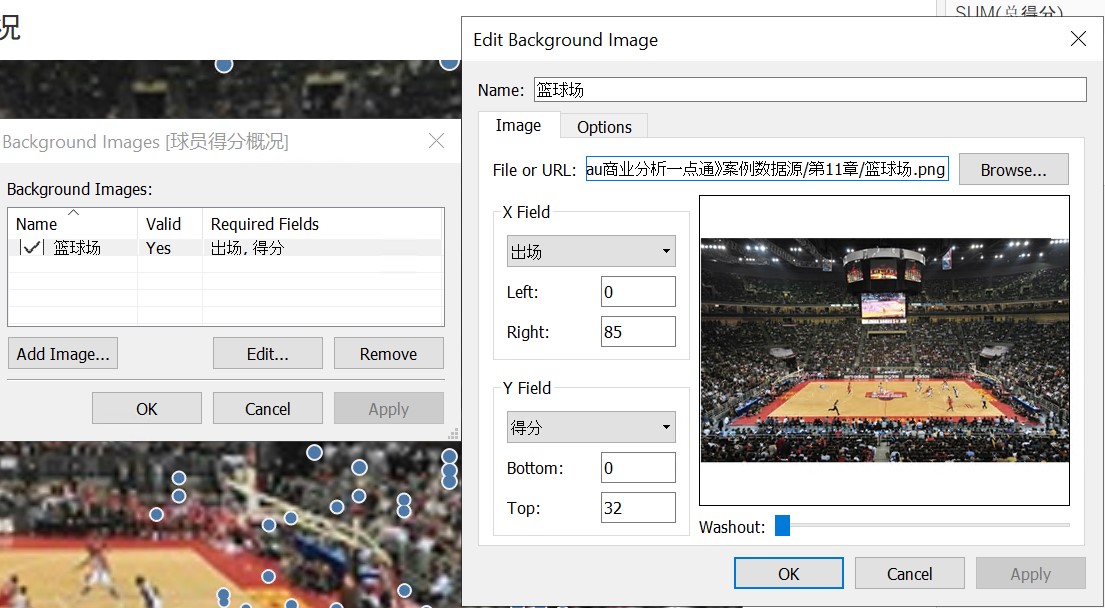 况
SUM(总得分)
Edit Background Image
Name: 篮球场
Image
Options
File or URL: au商业分析一点通》案例数据源/第11章/篮球场.png
Browse...
X Field
出场
Left: 0
Right: 85
Y Field
得分
Bottom: 0
Top: 32
Washout:
OK
Cancel
Apply
Background Images [球员得分概况]
Background Images:
Name
Valid
Required Fields
篮球场
Yes
出场, 得分
Add Image...
Edit...
Remove
OK
Cancel
Apply